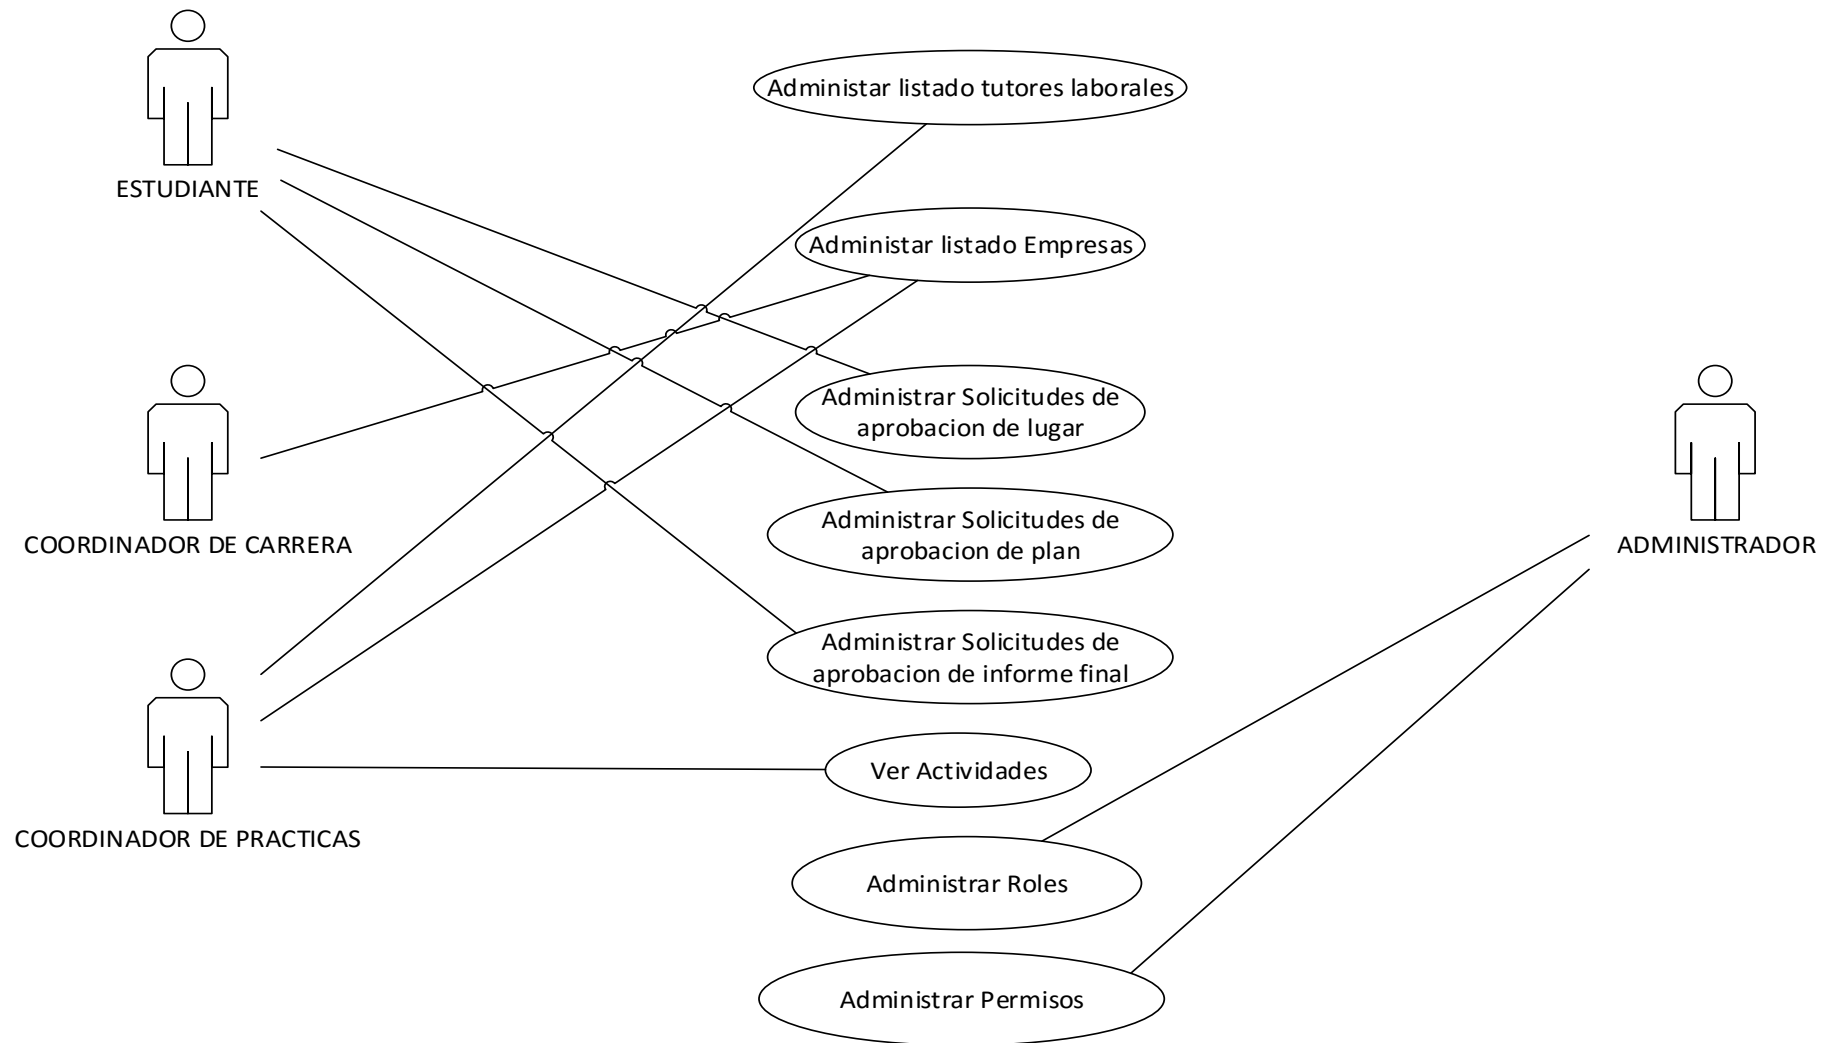 Administar listado tutores laborales
ESTUDIANTE
Administar listado Empresas
Administrar Solicitudes de
aprobacion de lugar
COORDINADOR DE CARRERA
Administrar Solicitudes de
aprobacion de plan
ADMINISTRADOR
Administrar Solicitudes de
aprobacion de informe final
Ver Actividades
COORDINADOR DE PRACTICAS
Administrar Roles
Administrar Permisos